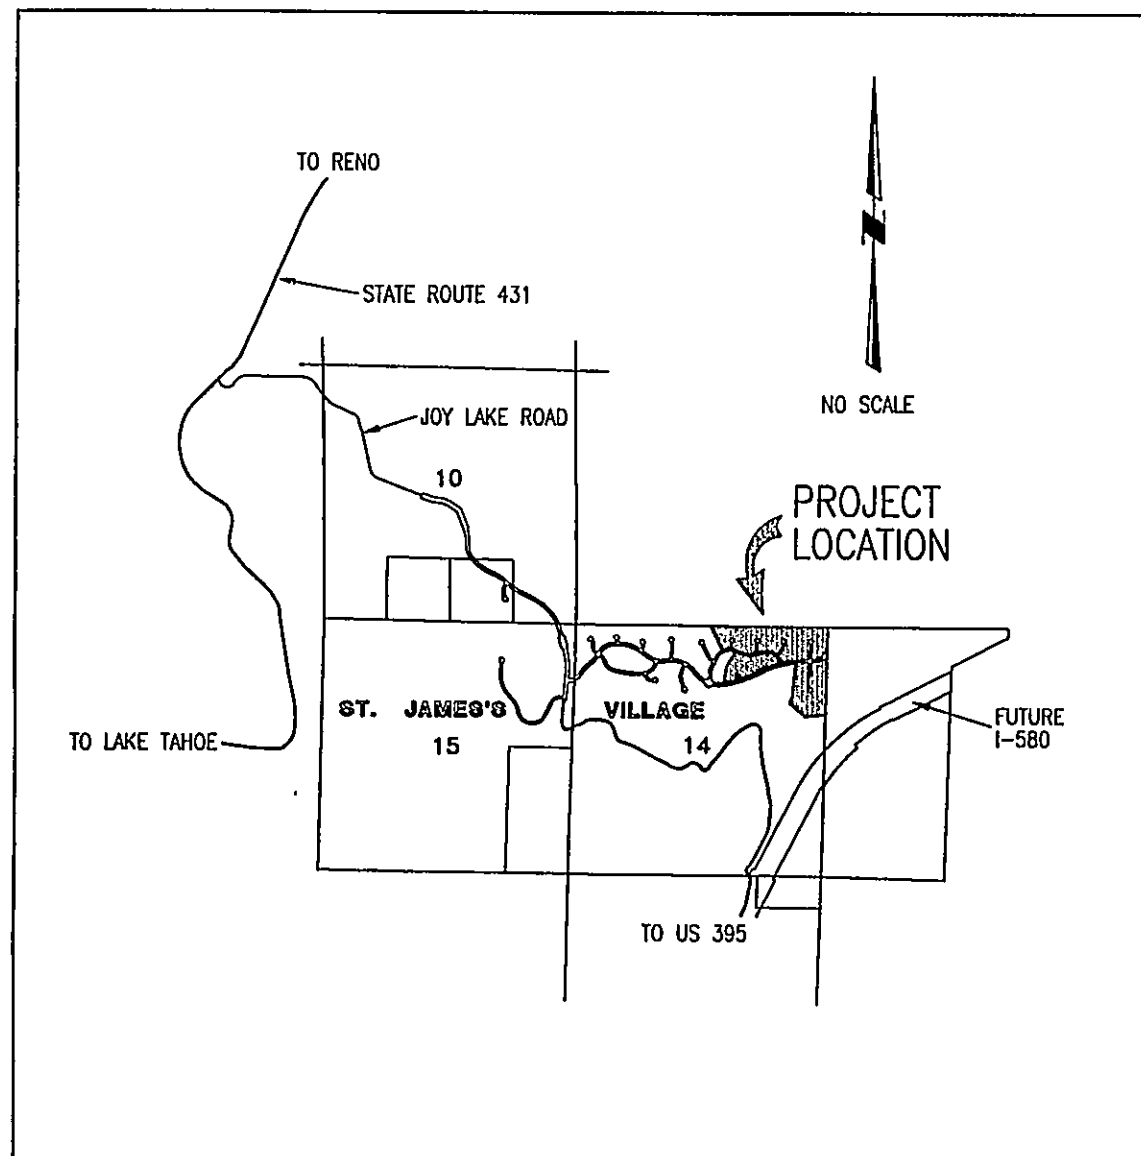 TO RENO
STATE ROUTE 431
N
NO SCALE
JOY LAKE ROAD
10
PROJECT
LOCATION
ST. JAMES'S VILLAGE
15
14
FUTURE
I-580
TO LAKE TAHOE
TO US 395